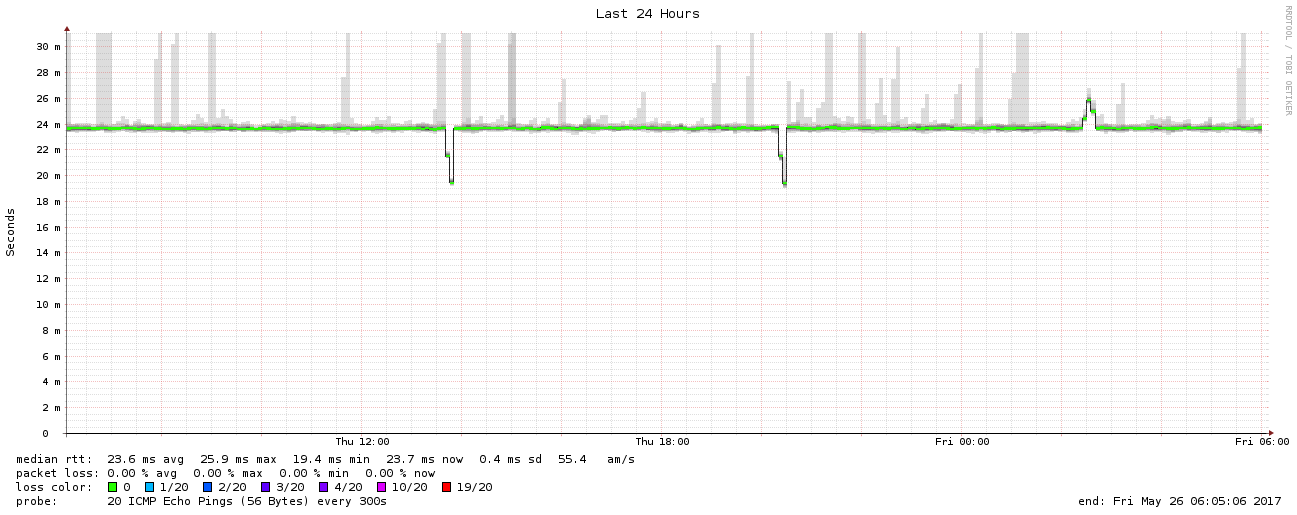 Last 24 Hours
RRDTOOL / TOBI OETIKER
Seconds
30 m
28 m
26 m
24 m
22 m
20 m
18 m
16 m
14 m
12 m
10 m
8 m
6 m
4 m
2 m
0
Thu 12:00 Thu 18:00 Fri 00:00 Fri 06:00
median rtt: 23.6 ms avg 25.9 ms max 19.4 ms min 23.7 ms now 0.4 ms sd 55.4 am/s
packet loss: 0.00 % avg 0.00 % max 0.00 % min 0.00 % now
loss color: 0 1/20 2/20 3/20 4/20 10/20 19/20
probe: 20 ICMP Echo Pings (56 Bytes) every 300s end: Fri May 26 06:05:06 2017